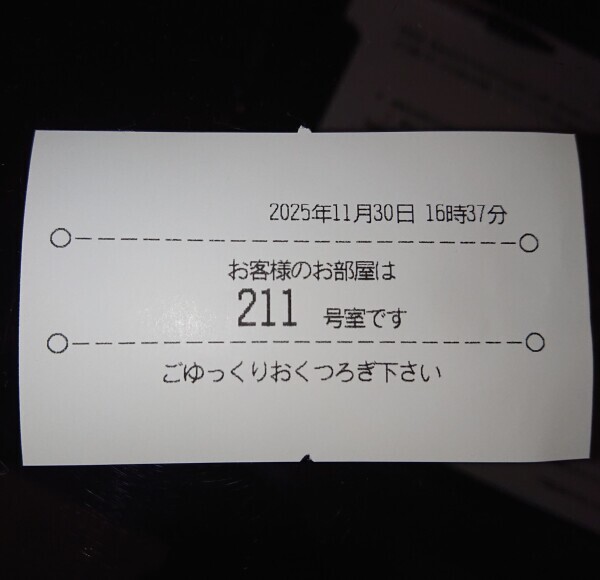 2025年11月30日 16時37分
お客様のお部屋は
211 号室です
ごゆっくりおくつろぎ下さい